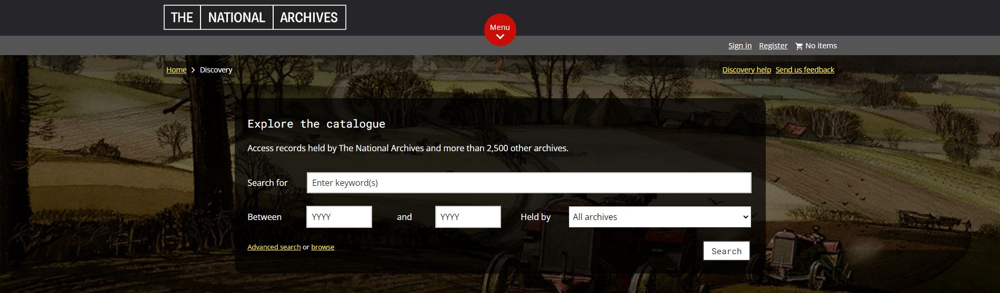 THE NATIONAL ARCHIVES
Menu
Sign in Register No items
Home Discovery Discovery help Send us feedback
Explore the catalogue
Access records held by The National Archives and more than 2,500 other archives.
Search for Enter keyword(s)
Between YYYY and YYYY Held by All archives
Advanced search or browse
Search